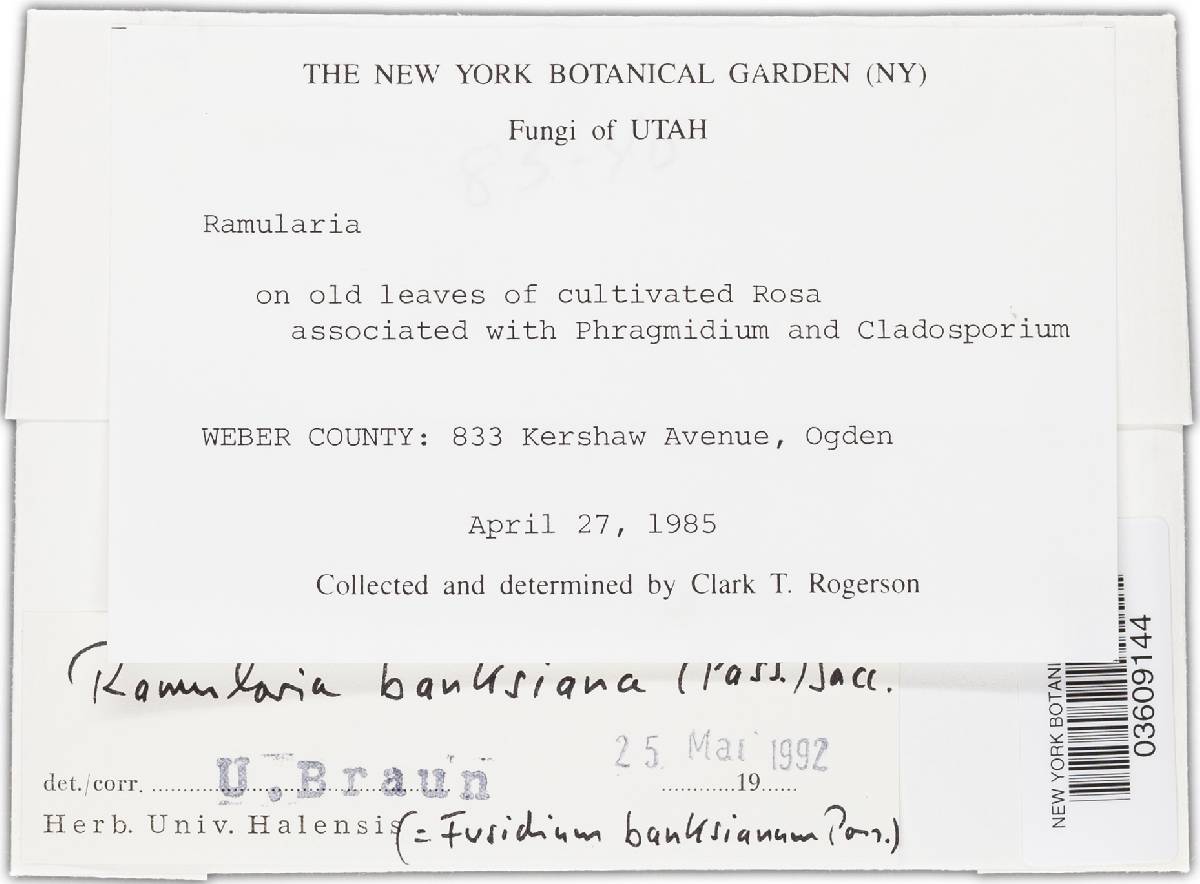 THE NEW YORK BOTANICAL GARDEN (NY)
Fungi of UTAH
Ramularia
on old leaves of cultivated Rosa
associated with Phragmidium and Cladosporium
WEBER COUNTY: 833 Kershaw Avenue, Ogden
April 27, 1985
Collected and determined by Clark T. Rogerson
(Ramularia banksiana (Pass.) Sacc.
25. Mai 1992
det./corr. U. Braun 19
Herb. Univ. Halensis (= Fusidium banksianum Pass.)
NEW YORK BOTANI
03609144